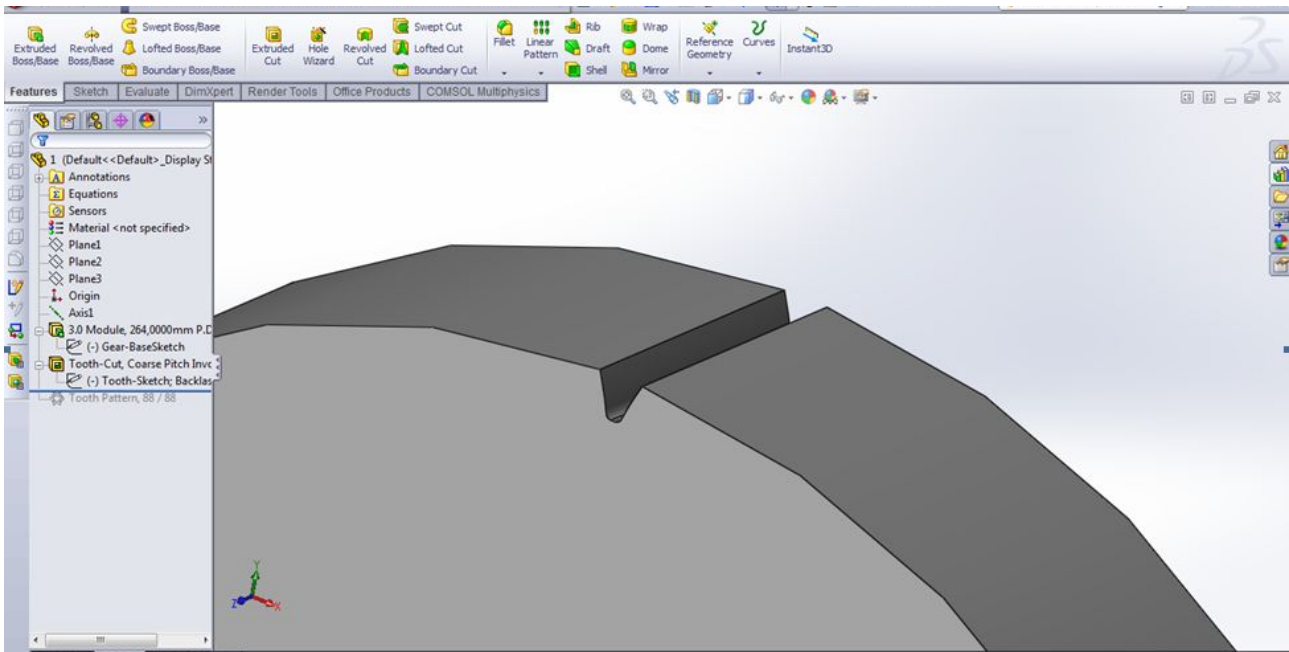 Extruded Boss/Base
Revolved Boss/Base
Swept Boss/Base
Lofted Boss/Base
Boundary Boss/Base
Extruded Cut
Hole Wizard
Revolved Cut
Swept Cut
Lofted Cut
Boundary Cut
Fillet
Linear Pattern
Rib
Draft
Shell
Wrap
Dome
Mirror
Reference Geometry
Curves
Instant3D
Features Sketch Evaluate DimXpert Render Tools Office Products COMSOL Multiphysics
1 (Default<<Default>_Display St
Annotations
Equations
Sensors
Material <not specified>
Plane1
Plane2
Plane3
Origin
Axis1
3.0 Module, 264,0000mm P.D
(-) Gear-BaseSketch
Tooth-Cut, Coarse Pitch Invo
(-) Tooth-Sketch; Backlas
Tooth Pattern, 88 / 88
Y
Z
X